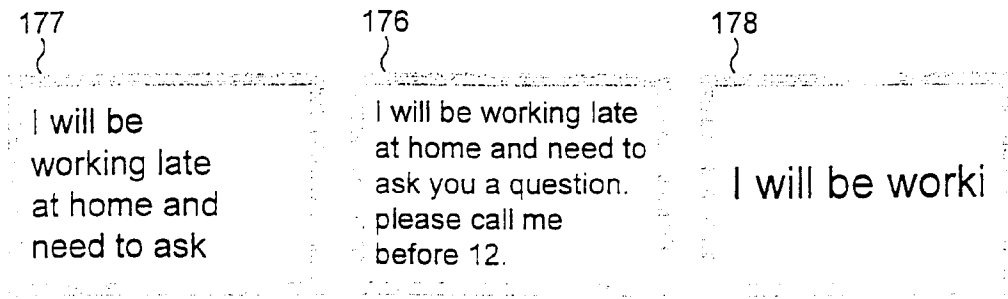 177
I will be
working late
at home and
need to ask
176
I will be working late
at home and need to
ask you a question.
please call me
before 12.
178
I will be worki